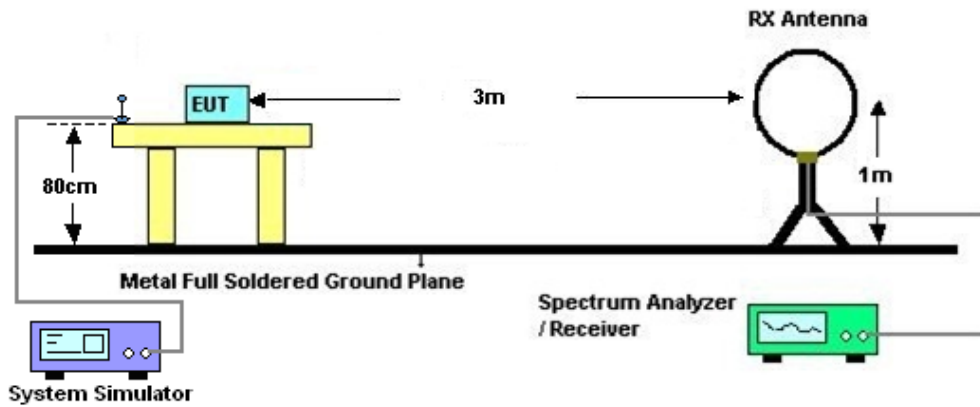 RX Antenna
EUT
3m
80cm
1m
Metal Full Soldered Ground Plane
Spectrum Analyzer
/ Receiver
System Simulator